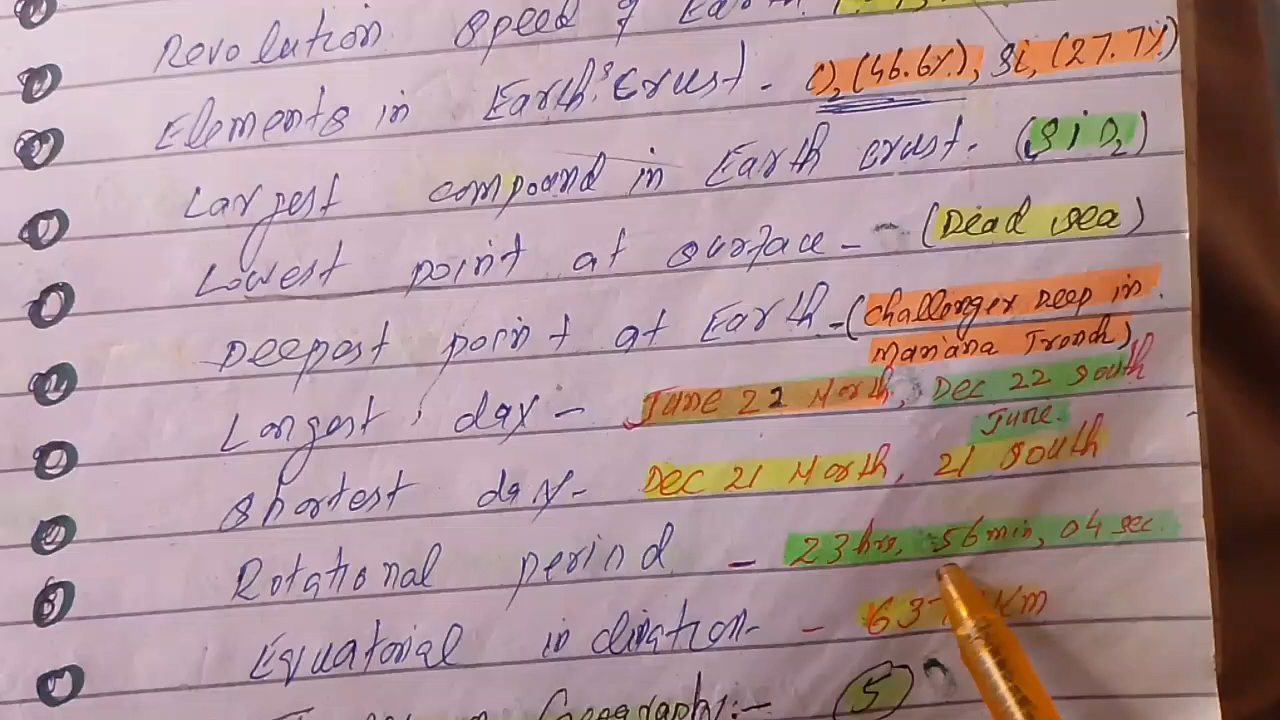 Revolution speed of Earth.
Elements in Earth's Crust - O2 (46.6%), Si, (27.7%)
Largest compound in Earth crust. (SiO2)
Lowest point at surface - (Dead sea)
Deepest point at Earth - (Challenger Deep in
Mariana Trench)
Longest day - June 22 North, Dec 22 South
June
Shortest day - Dec 21 North, 21 South
Rotational period - 23 hrs, 56 min, 04 sec.
Equatorial inclination - - Km
Geography:- 5